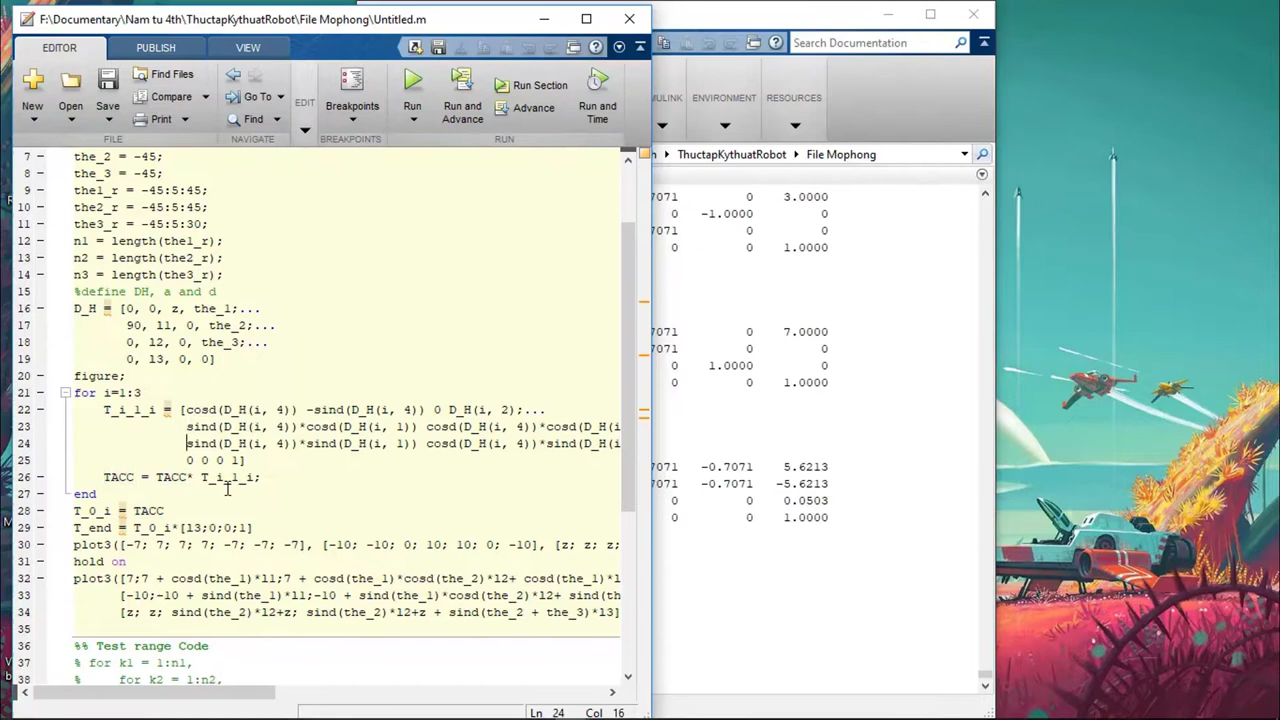 F:\Documentary\Nam tu 4th\ThuctapKythuatRobot\File Mophong\Untitled.m
EDITOR PUBLISH VIEW
Search Documentation
New Open Save
Find Files
Compare
Print
Go To
Find
EDIT
Breakpoints
Run
Run and Advance
Run Section
Advance
Run and Time
FILE NAVIGATE BREAKPOINTS RUN
MULINK ENVIRONMENT RESOURCES
ThuctapKythuatRobot File Mophong
7 the_2 = -45;
8 the_3 = -45;
9 the1_r = -45:5:45;
10 the2_r = -45:5:45;
11 the3_r = -45:5:30;
12 n1 = length(the1_r);
13 n2 = length(the2_r);
14 n3 = length(the3_r);
15 %define DH, a and d
16 D_H = [0, 0, z, the_1;...
17 90, l1, 0, the_2;...
18 0, l2, 0, the_3;...
19 0, l3, 0, 0]
20 figure;
21 for i=1:3
22 T_i_1_i = [cosd(D_H(i, 4)) -sind(D_H(i, 4)) 0 D_H(i, 2);...
23 sind(D_H(i, 4))*cosd(D_H(i, 1)) cosd(D_H(i, 4))*cosd(D_H(i
24 sind(D_H(i, 4))*sind(D_H(i, 1)) cosd(D_H(i, 4))*sind(D_H(i
25 0 0 0 1]
26 TACC = TACC* T_i_1_i;
27 end
28 T_0_i = TACC
29 T_end = T_0_i*[l3;0;0;1]
30 plot3([-7; 7; 7; 7; -7; -7; -7], [-10; -10; 0; 10; 10; 0; -10], [z; z; z;
31 hold on
32 plot3([7;7 + cosd(the_1)*l1;7 + cosd(the_1)*cosd(the_2)*l2+ cosd(the_1)*l
33 [-10;-10 + sind(the_1)*l1;-10 + sind(the_1)*cosd(the_2)*l2+ sind(
34 [z; z; sind(the_2)*l2+z; sind(the_2)*l2+z + sind(the_2 + the_3)*l3]
35
36 %% Test range Code
37 % for k1 = 1:n1,
38 % for k2 = 1:n2,
Ln 24 Col 16
7071 0 3.0000
0 -1.0000 0
7071 0 0
0 0 1.0000
7071 0 7.0000
7071 0 0
0 1.0000 0
0 0 1.0000
7071 -0.7071 5.6213
7071 -0.7071 -5.6213
0 0 0.0503
0 0 1.0000